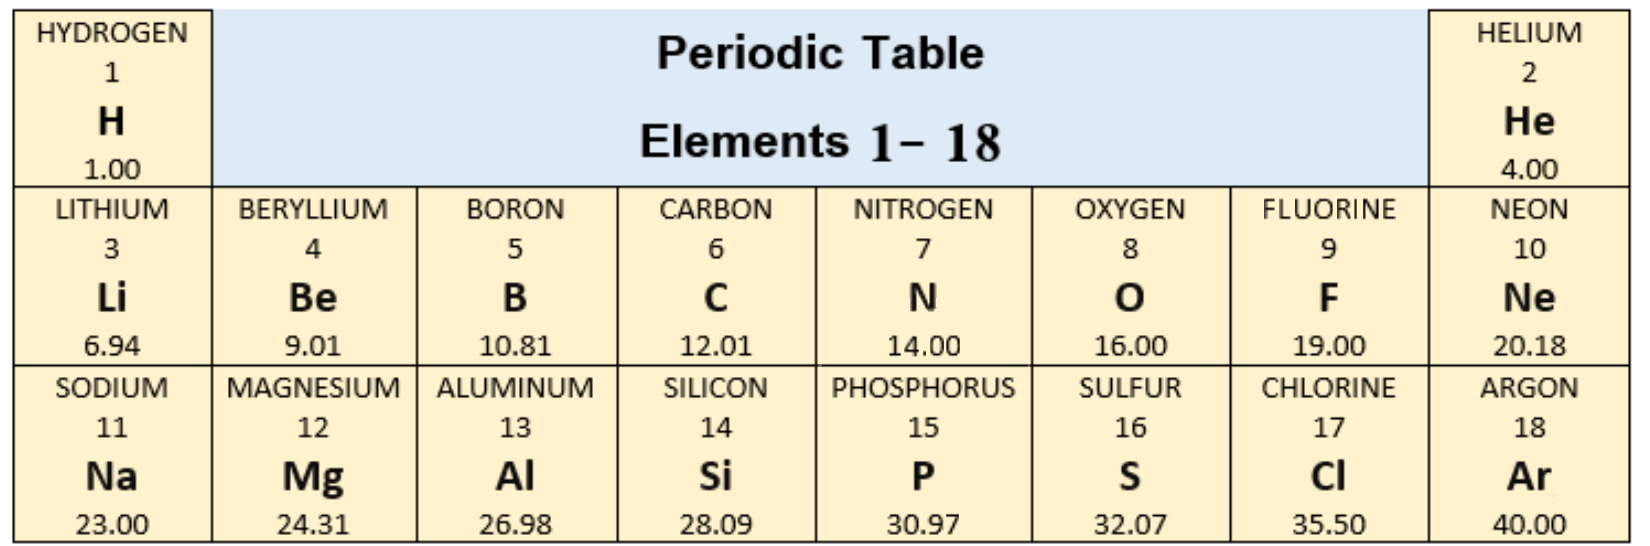 HYDROGEN
1
H
1.00
Periodic Table
Elements 1– 18
HELIUM
2
He
4.00
LITHIUM
3
Li
6.94
BERYLLIUM
4
Be
9.01
BORON
5
B
10.81
CARBON
6
C
12.01
NITROGEN
7
N
14.00
OXYGEN
8
O
16.00
FLUORINE
9
F
19.00
NEON
10
Ne
20.18
SODIUM
11
Na
23.00
MAGNESIUM
12
Mg
24.31
ALUMINUM
13
Al
26.98
SILICON
14
Si
28.09
PHOSPHORUS
15
P
30.97
SULFUR
16
S
32.07
CHLORINE
17
Cl
35.50
ARGON
18
Ar
40.00